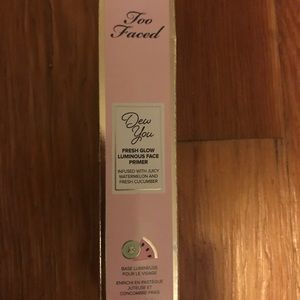 Too
Faced
Dew
You
FRESH GLOW
LUMINOUS FACE
PRIMER
INFUSED WITH JUICY
WATERMELON AND
FRESH CUCUMBER
BASE LUMINEUSE
POUR LE VISAGE
ENRICHI EN PASTÈQUE
JUTEUSE ET
CONCOMBRE FRAIS